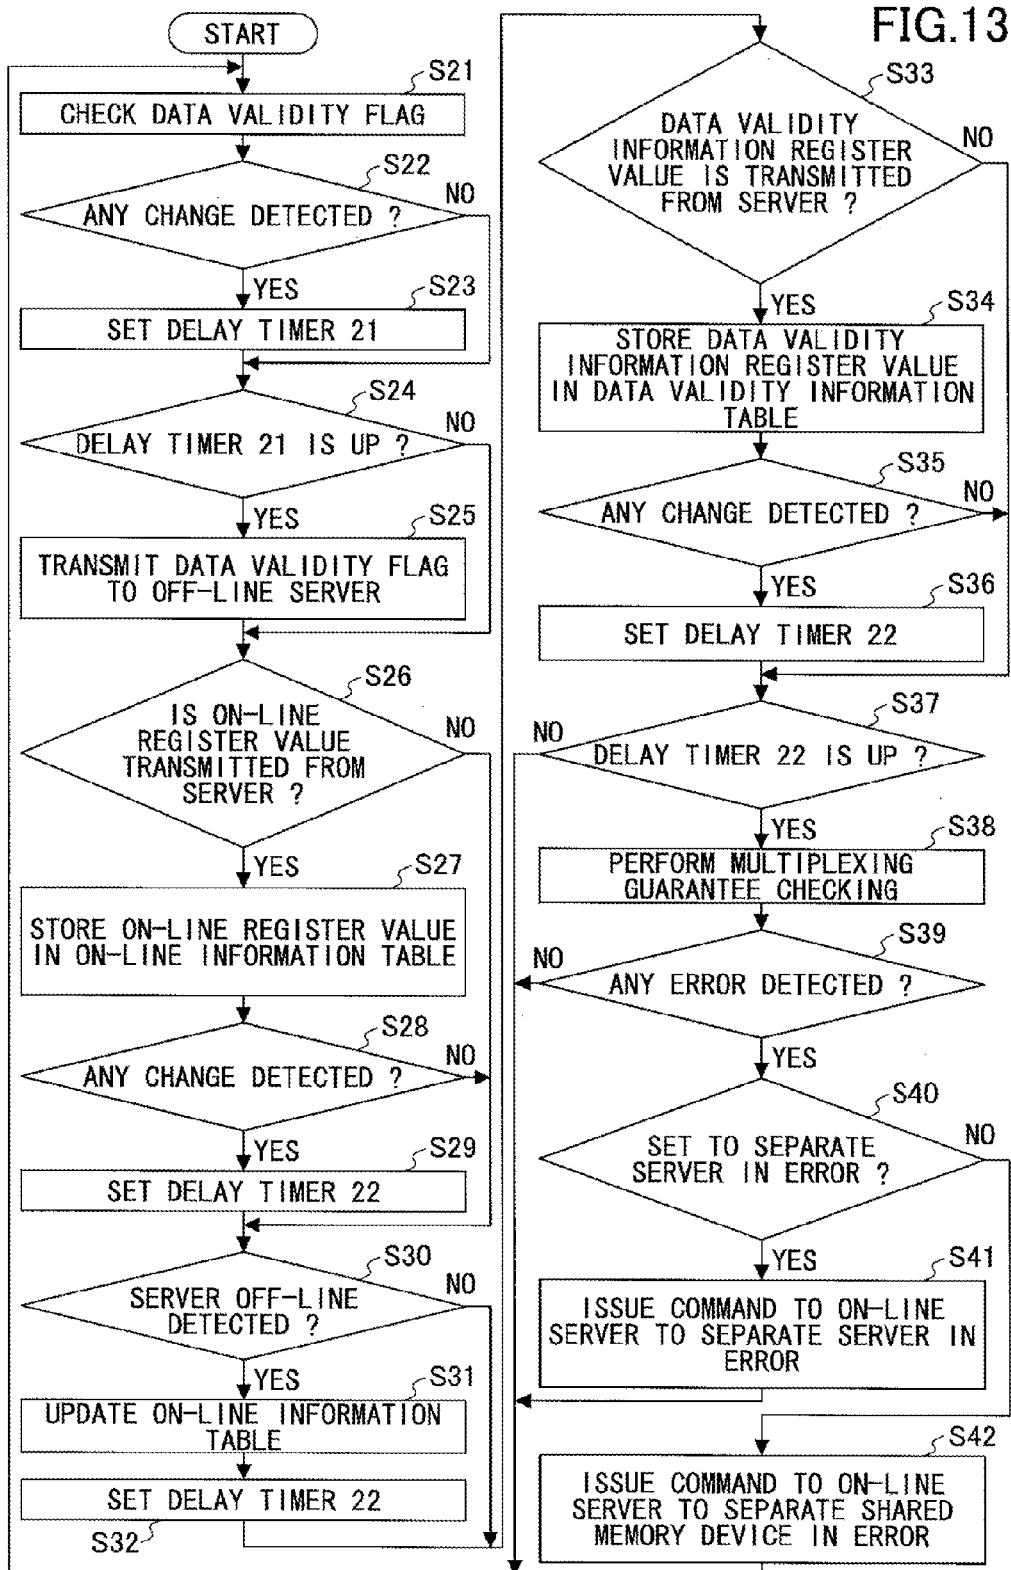 FIG.13
START
S21
CHECK DATA VALIDITY FLAG
S22
ANY CHANGE DETECTED ?
NO
YES
S23
SET DELAY TIMER 21
S24
DELAY TIMER 21 IS UP ?
NO
YES
S25
TRANSMIT DATA VALIDITY FLAG
TO OFF-LINE SERVER
S26
IS ON-LINE
REGISTER VALUE
TRANSMITTED FROM
SERVER ?
NO
YES
S27
STORE ON-LINE REGISTER VALUE
IN ON-LINE INFORMATION TABLE
S28
ANY CHANGE DETECTED ?
NO
YES
S29
SET DELAY TIMER 22
S30
SERVER OFF-LINE
DETECTED ?
NO
YES
S31
UPDATE ON-LINE INFORMATION
TABLE
SET DELAY TIMER 22
S32
S33
DATA VALIDITY
INFORMATION REGISTER
VALUE IS TRANSMITTED
FROM SERVER ?
NO
YES
S34
STORE DATA VALIDITY
INFORMATION REGISTER VALUE
IN DATA VALIDITY INFORMATION
TABLE
S35
ANY CHANGE DETECTED ?
NO
YES
S36
SET DELAY TIMER 22
S37
NO
DELAY TIMER 22 IS UP ?
YES
S38
PERFORM MULTIPLEXING
GUARANTEE CHECKING
S39
NO
ANY ERROR DETECTED ?
YES
S40
SET TO SEPARATE
SERVER IN ERROR ?
NO
YES
S41
ISSUE COMMAND TO ON-LINE
SERVER TO SEPARATE SERVER IN
ERROR
S42
ISSUE COMMAND TO ON-LINE
SERVER TO SEPARATE SHARED
MEMORY DEVICE IN ERROR